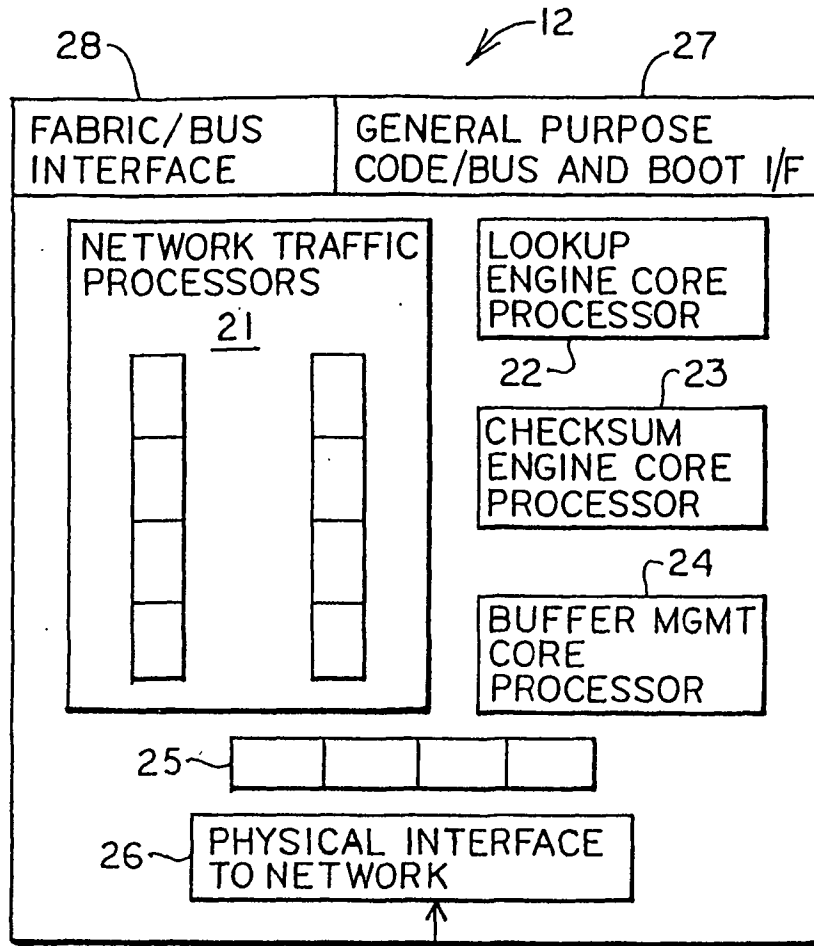 12
28
27
FABRIC/BUS
INTERFACE
GENERAL PURPOSE
CODE/BUS AND BOOT I/F
NETWORK TRAFFIC
PROCESSORS
21
LOOKUP
ENGINE CORE
PROCESSOR
22
23
CHECKSUM
ENGINE CORE
PROCESSOR
24
BUFFER MGMT
CORE
PROCESSOR
25
26
PHYSICAL INTERFACE
TO NETWORK